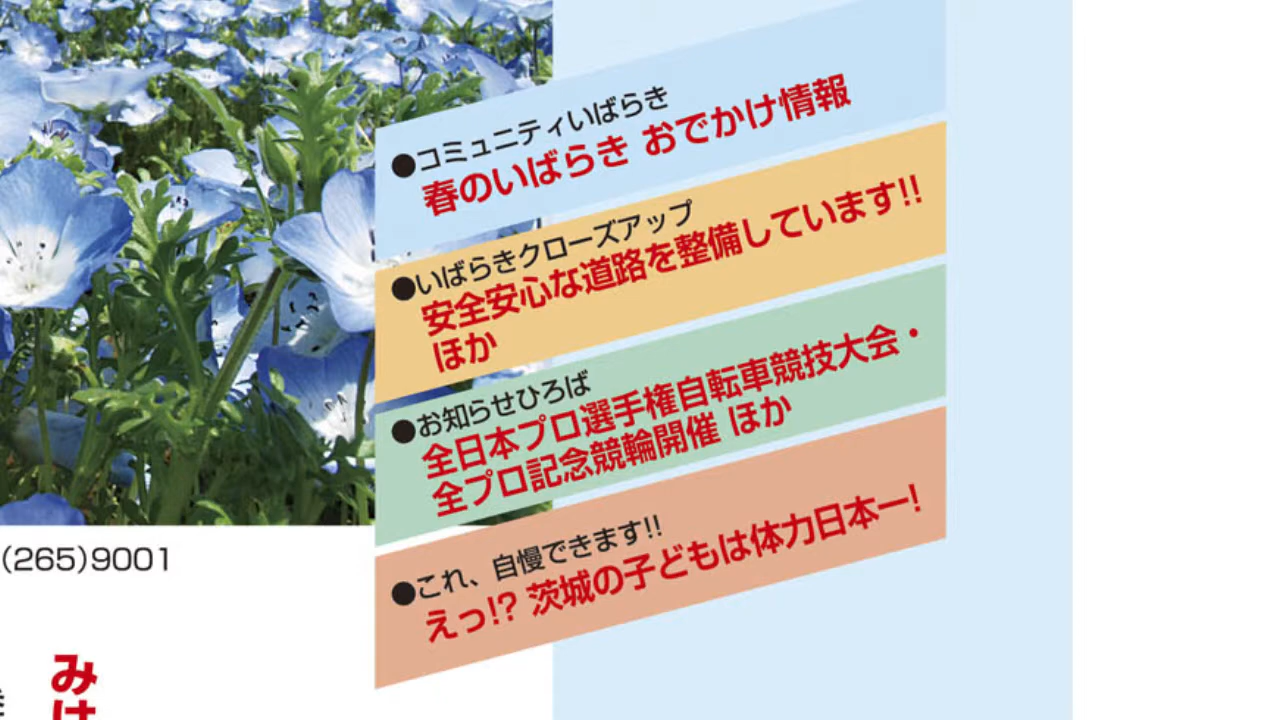 ●コミュニティいばらき
春のいばらき おでかけ情報
●いばらきクローズアップ
安全安心な道路を整備しています!!
ほか
●お知らせひろば
全日本プロ選手権自転車競技大会・
全プロ記念競輪開催 ほか
●これ、自慢できます!!
えっ!? 茨城の子どもは体力日本一!
(265)9001
み